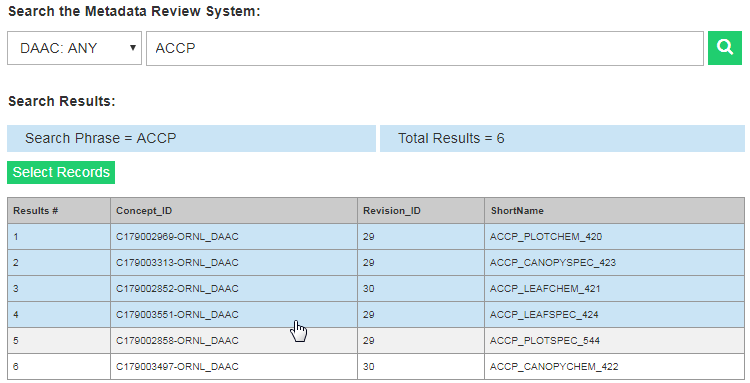 Search the Metadata Review System:
DAAC: ANY ACCP
Search Results:
Search Phrase = ACCP Total Results = 6
Select Records
Results # Concept_ID Revision_ID ShortName
1 C179002969-ORNL_DAAC 29 ACCP_PLOTCHEM_420
2 C179003313-ORNL_DAAC 29 ACCP_CANOPYSPEC_423
3 C179002852-ORNL_DAAC 30 ACCP_LEAFCHEM_421
4 C179003551-ORNL_DAAC 29 ACCP_LEAFSPEC_424
5 C179002858-ORNL_DAAC 29 ACCP_PLOTSPEC_544
6 C179003497-ORNL_DAAC 30 ACCP_CANOPYCHEM_422